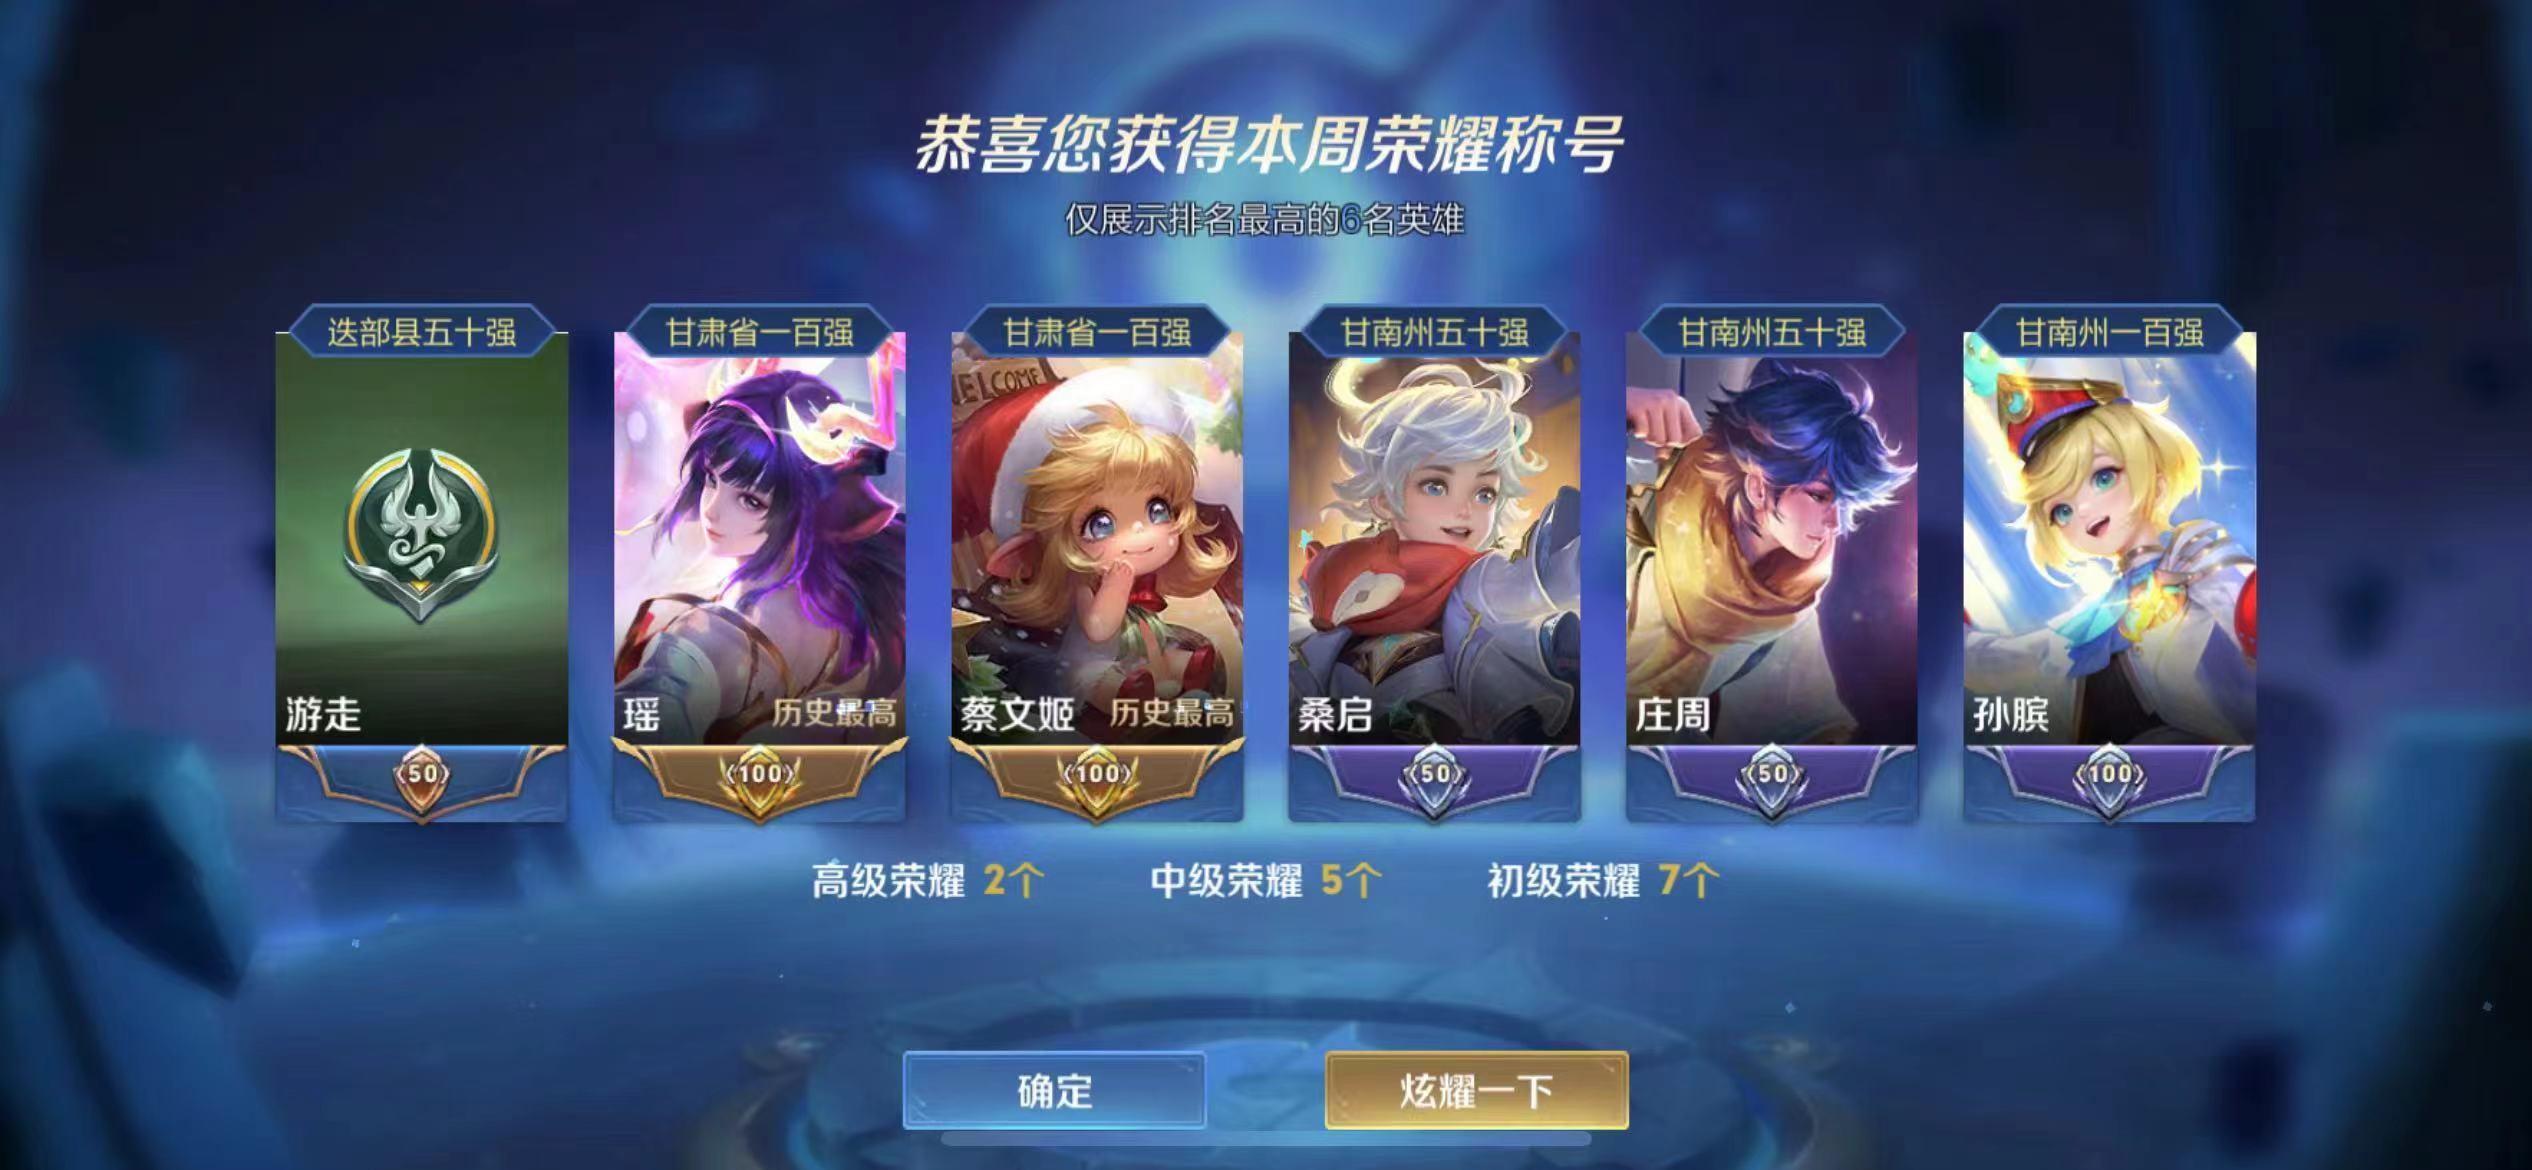 恭喜您获得本周荣耀称号
仅展示排名最高的6名英雄
迭部县五十强
游走
50
甘肃省一百强
瑶
历史最高
100
甘肃省一百强
WELCOME
蔡文姬
历史最高
100
甘南州五十强
桑启
50
甘南州五十强
庄周
50
甘南州一百强
孙膑
100
高级荣耀 2个
中级荣耀 5个
初级荣耀 7个
确定
炫耀一下